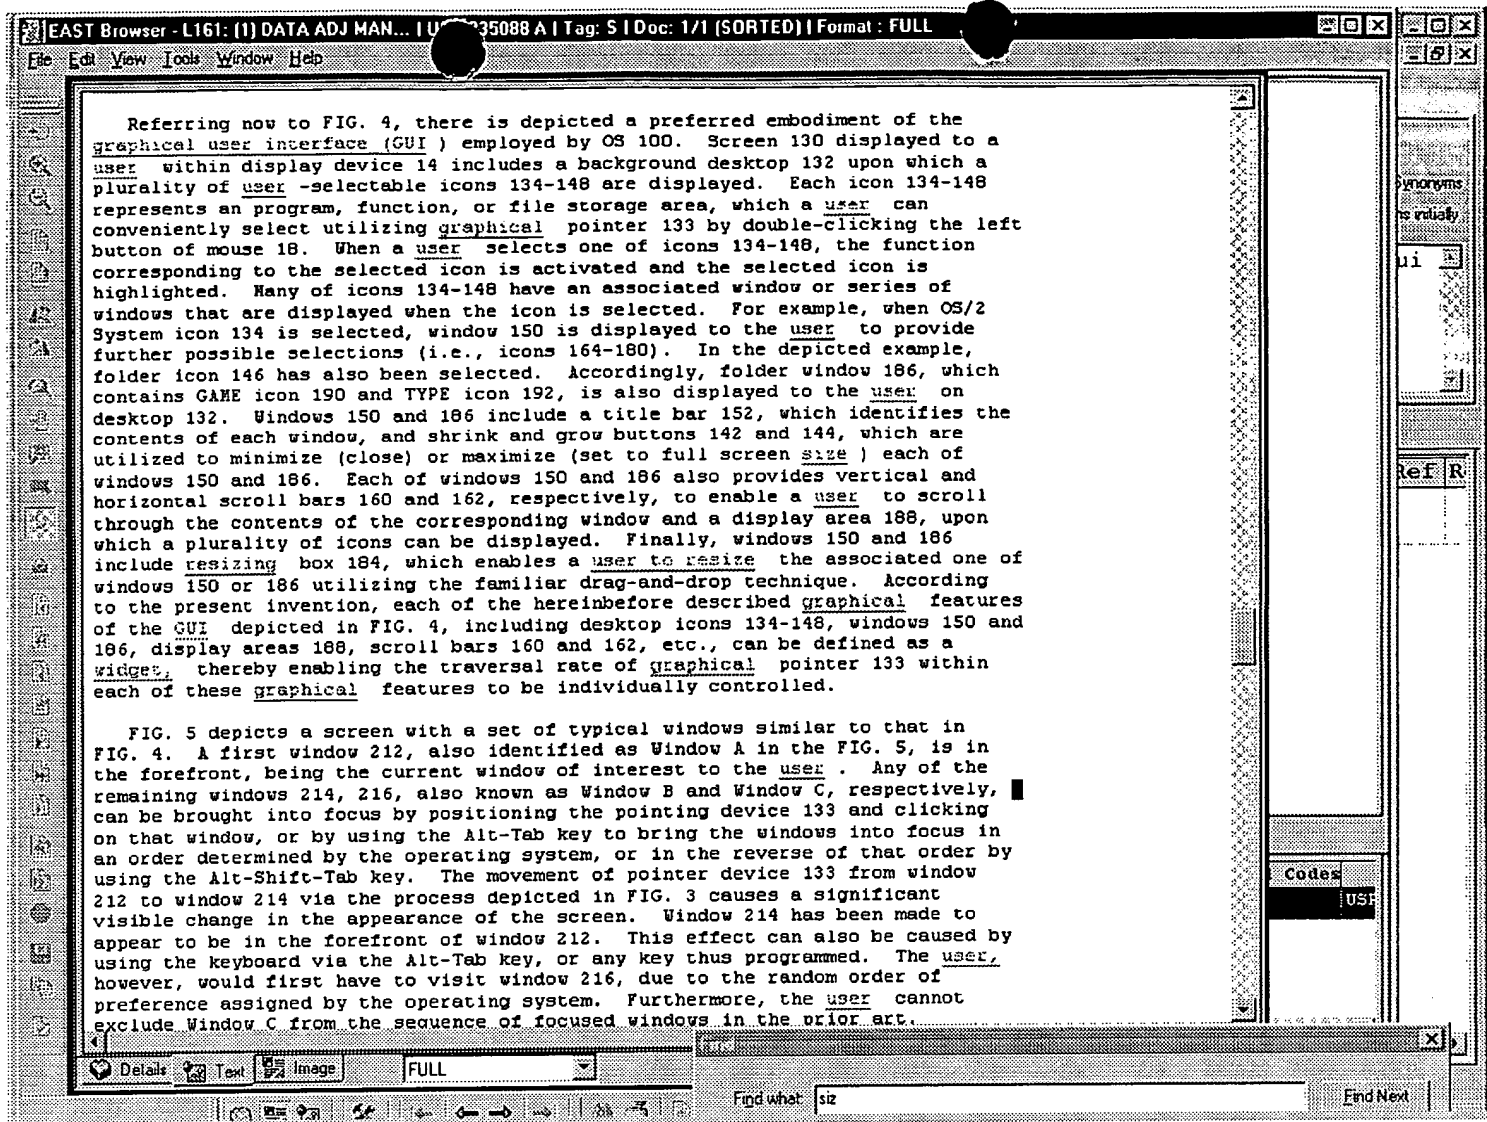 EAST Browser - L161: (1) DATA ADJ MAN... | US 35088 A | Tag: S | Doc: 1/1 (SORTED) | Format : FULL
File Edit View Tools Window Help
Referring now to FIG. 4, there is depicted a preferred embodiment of the
graphical user interface (GUI ) employed by OS 100. Screen 130 displayed to a
user within display device 14 includes a background desktop 132 upon which a
plurality of user -selectable icons 134-148 are displayed. Each icon 134-148
represents an program, function, or file storage area, which a user can
conveniently select utilizing graphical pointer 133 by double-clicking the left
button of mouse 18. When a user selects one of icons 134-148, the function
corresponding to the selected icon is activated and the selected icon is
highlighted. Many of icons 134-148 have an associated window or series of
windows that are displayed when the icon is selected. For example, when OS/2
System icon 134 is selected, window 150 is displayed to the user to provide
further possible selections (i.e., icons 164-180). In the depicted example,
folder icon 146 has also been selected. Accordingly, folder window 186, which
contains GAME icon 190 and TYPE icon 192, is also displayed to the user on
desktop 132. Windows 150 and 186 include a title bar 152, which identifies the
contents of each window, and shrink and grow buttons 142 and 144, which are
utilized to minimize (close) or maximize (set to full screen size ) each of
windows 150 and 186. Each of windows 150 and 186 also provides vertical and
horizontal scroll bars 160 and 162, respectively, to enable a user to scroll
through the contents of the corresponding window and a display area 188, upon
which a plurality of icons can be displayed. Finally, windows 150 and 186
include resizing box 184, which enables a user to resize the associated one of
windows 150 or 186 utilizing the familiar drag-and-drop technique. According
to the present invention, each of the hereinbefore described graphical features
of the GUI depicted in FIG. 4, including desktop icons 134-148, windows 150 and
186, display areas 188, scroll bars 160 and 162, etc., can be defined as a
widget, thereby enabling the traversal rate of graphical pointer 133 within
each of these graphical features to be individually controlled.
FIG. 5 depicts a screen with a set of typical windows similar to that in
FIG. 4. A first window 212, also identified as Window A in the FIG. 5, is in
the forefront, being the current window of interest to the user . Any of the
remaining windows 214, 216, also known as Window B and Window C, respectively,
can be brought into focus by positioning the pointing device 133 and clicking
on that window, or by using the Alt-Tab key to bring the windows into focus in
an order determined by the operating system, or in the reverse of that order by
using the Alt-Shift-Tab key. The movement of pointer device 133 from window
212 to window 214 via the process depicted in FIG. 3 causes a significant
visible change in the appearance of the screen. Window 214 has been made to
appear to be in the forefront of window 212. This effect can also be caused by
using the keyboard via the Alt-Tab key, or any key thus programmed. The user,
however, would first have to visit window 216, due to the random order of
preference assigned by the operating system. Furthermore, the user cannot
exclude Window C from the sequence of focused windows in the prior art.
ynonyms
ns initially
ui
Ref R
Codes
USP
Details Text Image FULL
Find what: siz Find Next